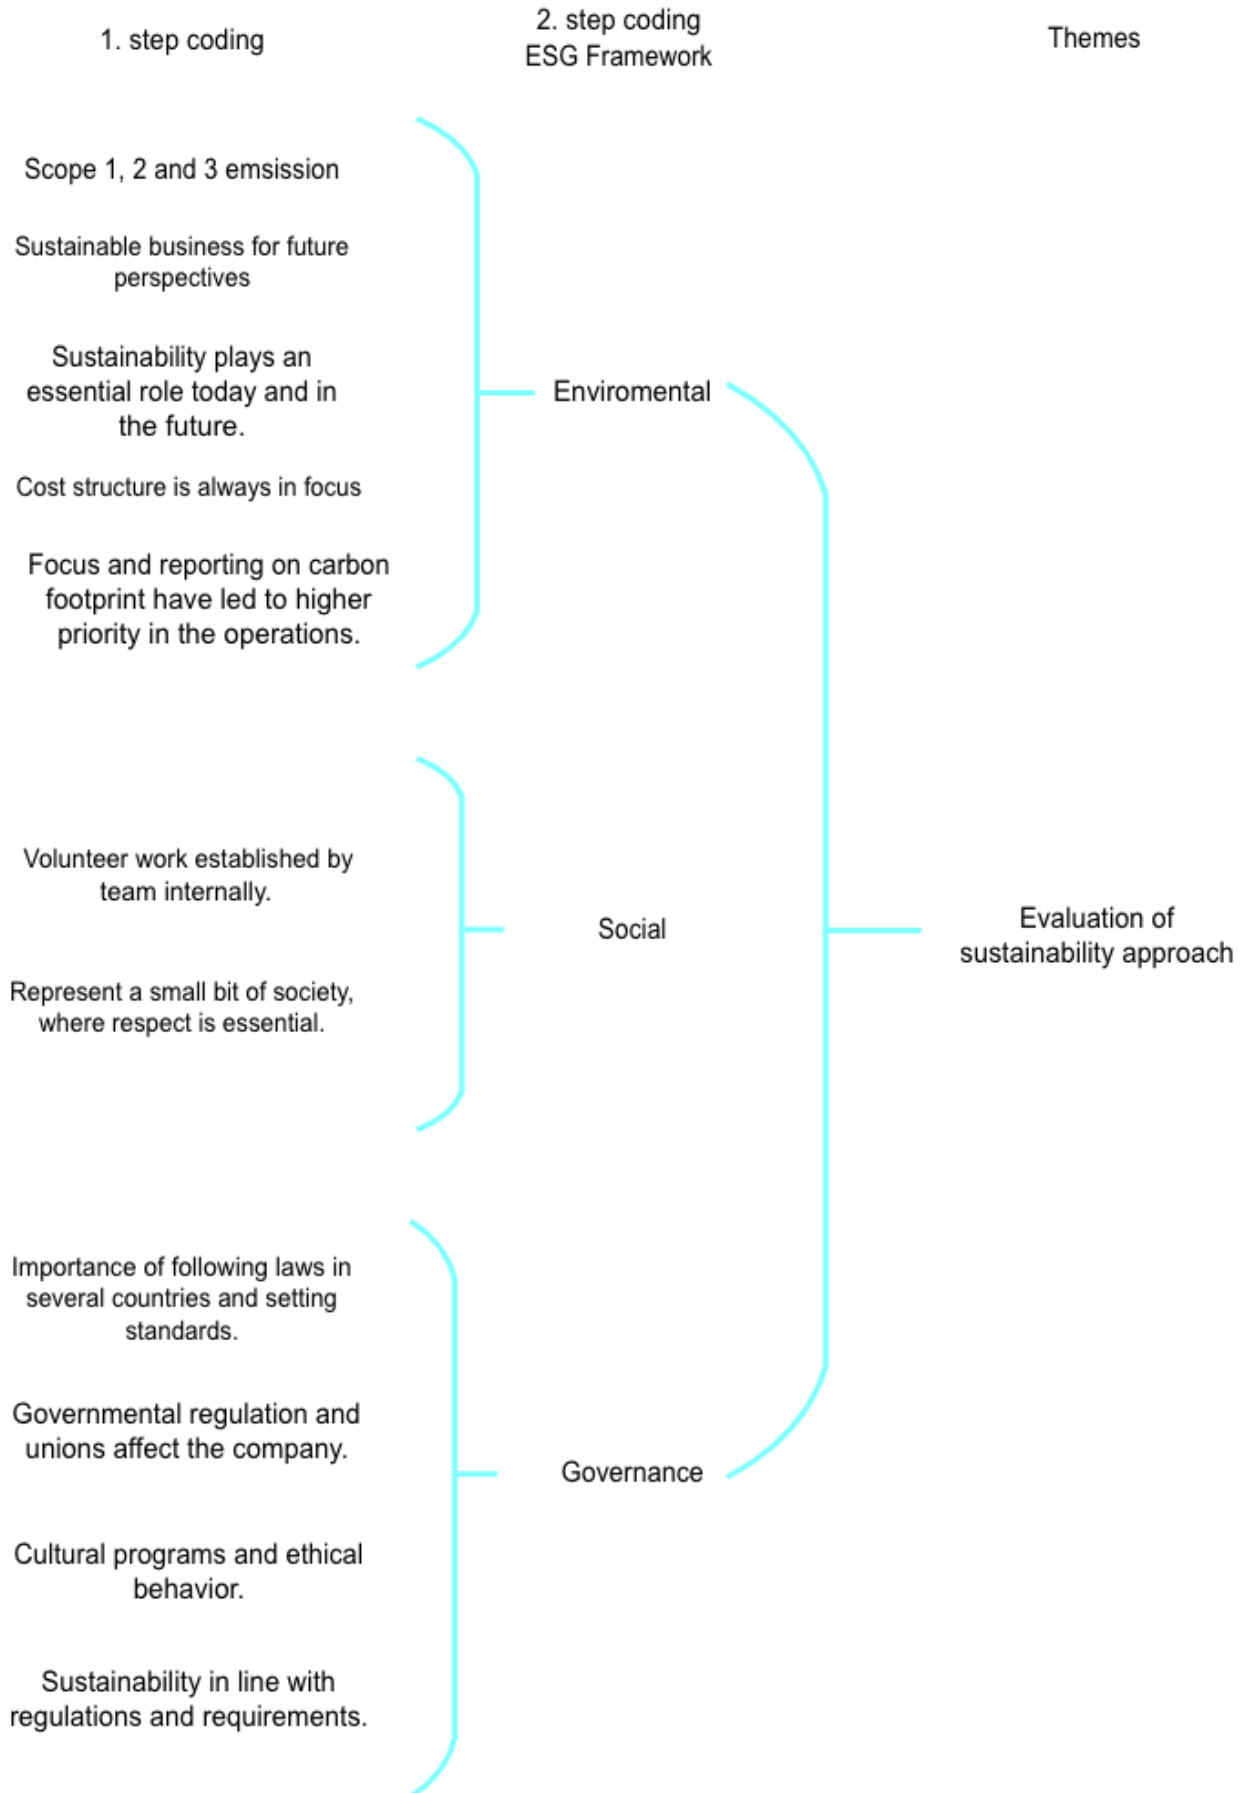 1. step coding
2. step coding
ESG Framework
Themes
Scope 1, 2 and 3 emsission
Sustainable business for future
perspectives
Sustainability plays an
essential role today and in
the future.
Cost structure is always in focus
Focus and reporting on carbon
footprint have led to higher
priority in the operations.
Enviromental
Volunteer work established by
team internally.
Represent a small bit of society,
where respect is essential.
Social
Evaluation of
sustainability approach
Importance of following laws in
several countries and setting
standards.
Governmental regulation and
unions affect the company.
Cultural programs and ethical
behavior.
Sustainability in line with
regulations and requirements.
Governance